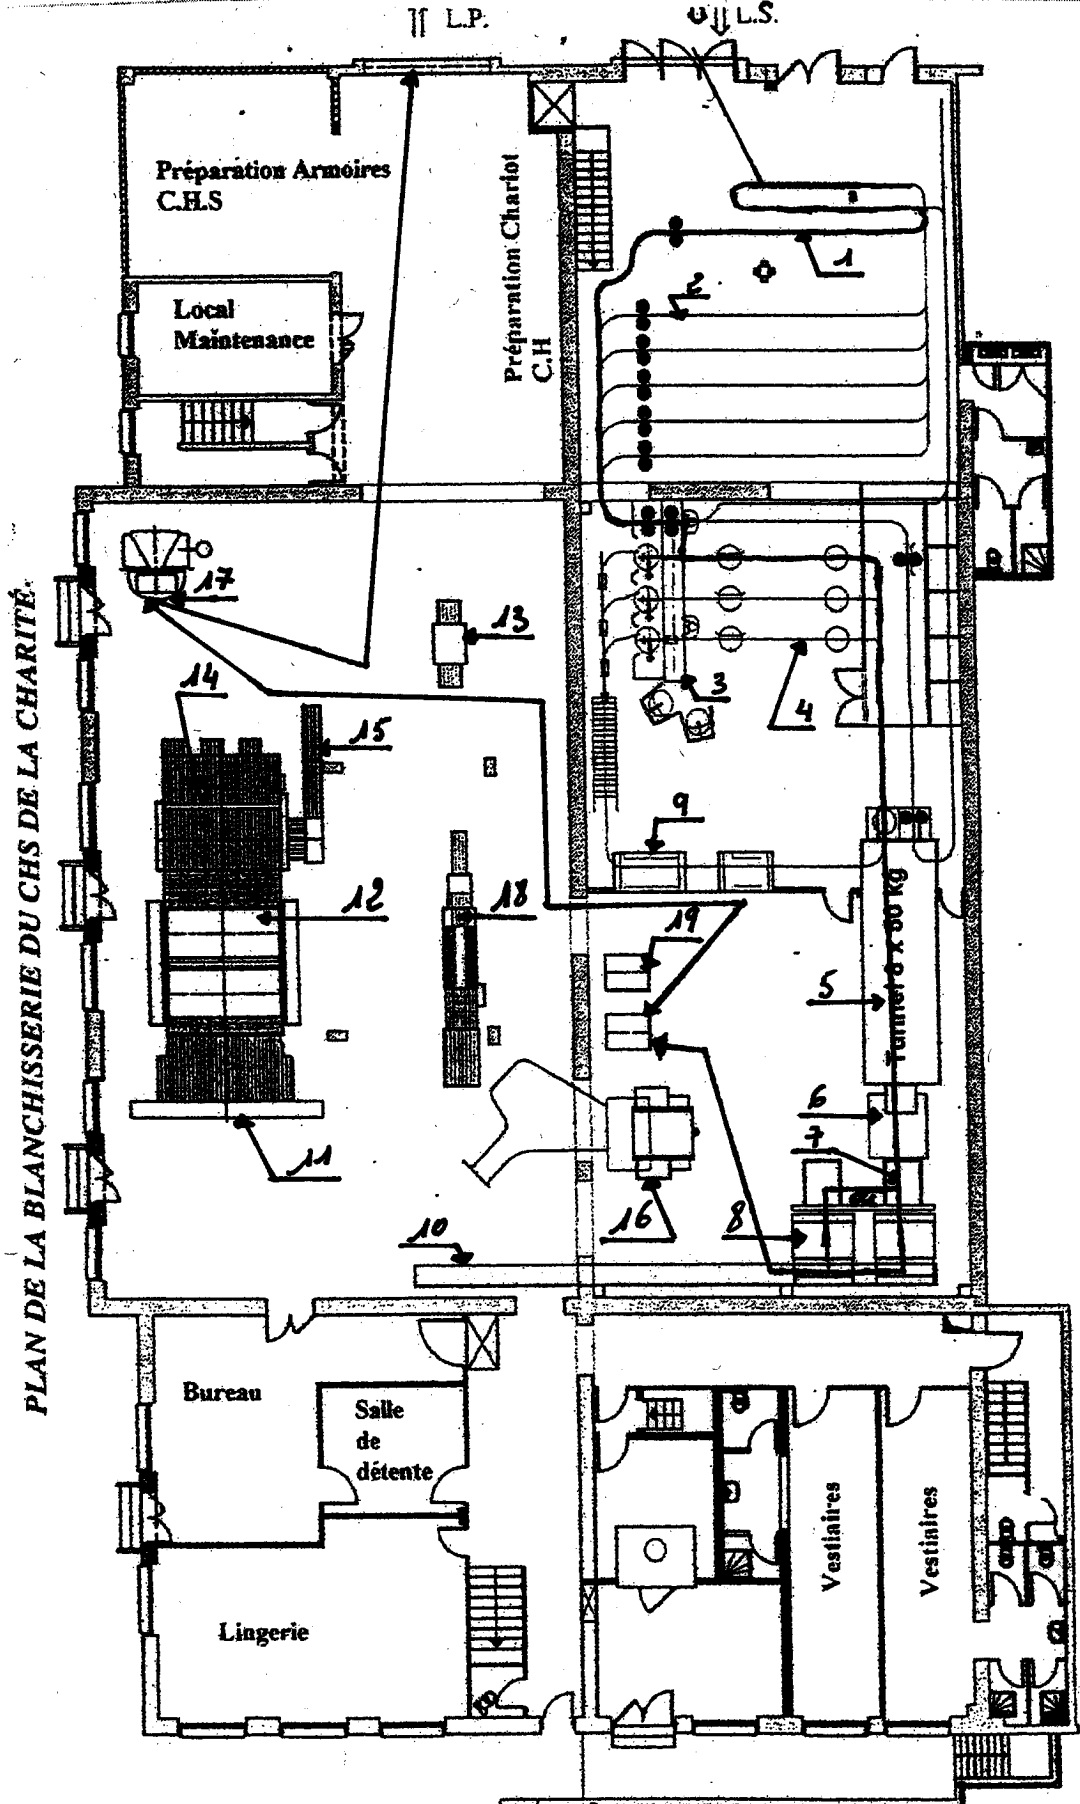 L.P.
L.S.
Préparation Armoires
C.H.S
Préparation Chariot
C.H
1
2
Local
Maintenance
PLAN DE LA BLANCHISSERIE DU CHS DE LA CHARITÉ.
17
13
14
3
4
15
9
12
18
19
5
Tunnel 8 X 60 kg
6
7
11
16
8
10
Bureau
Salle
de
détente
Vestiaires
Vestiaires
Lingerie